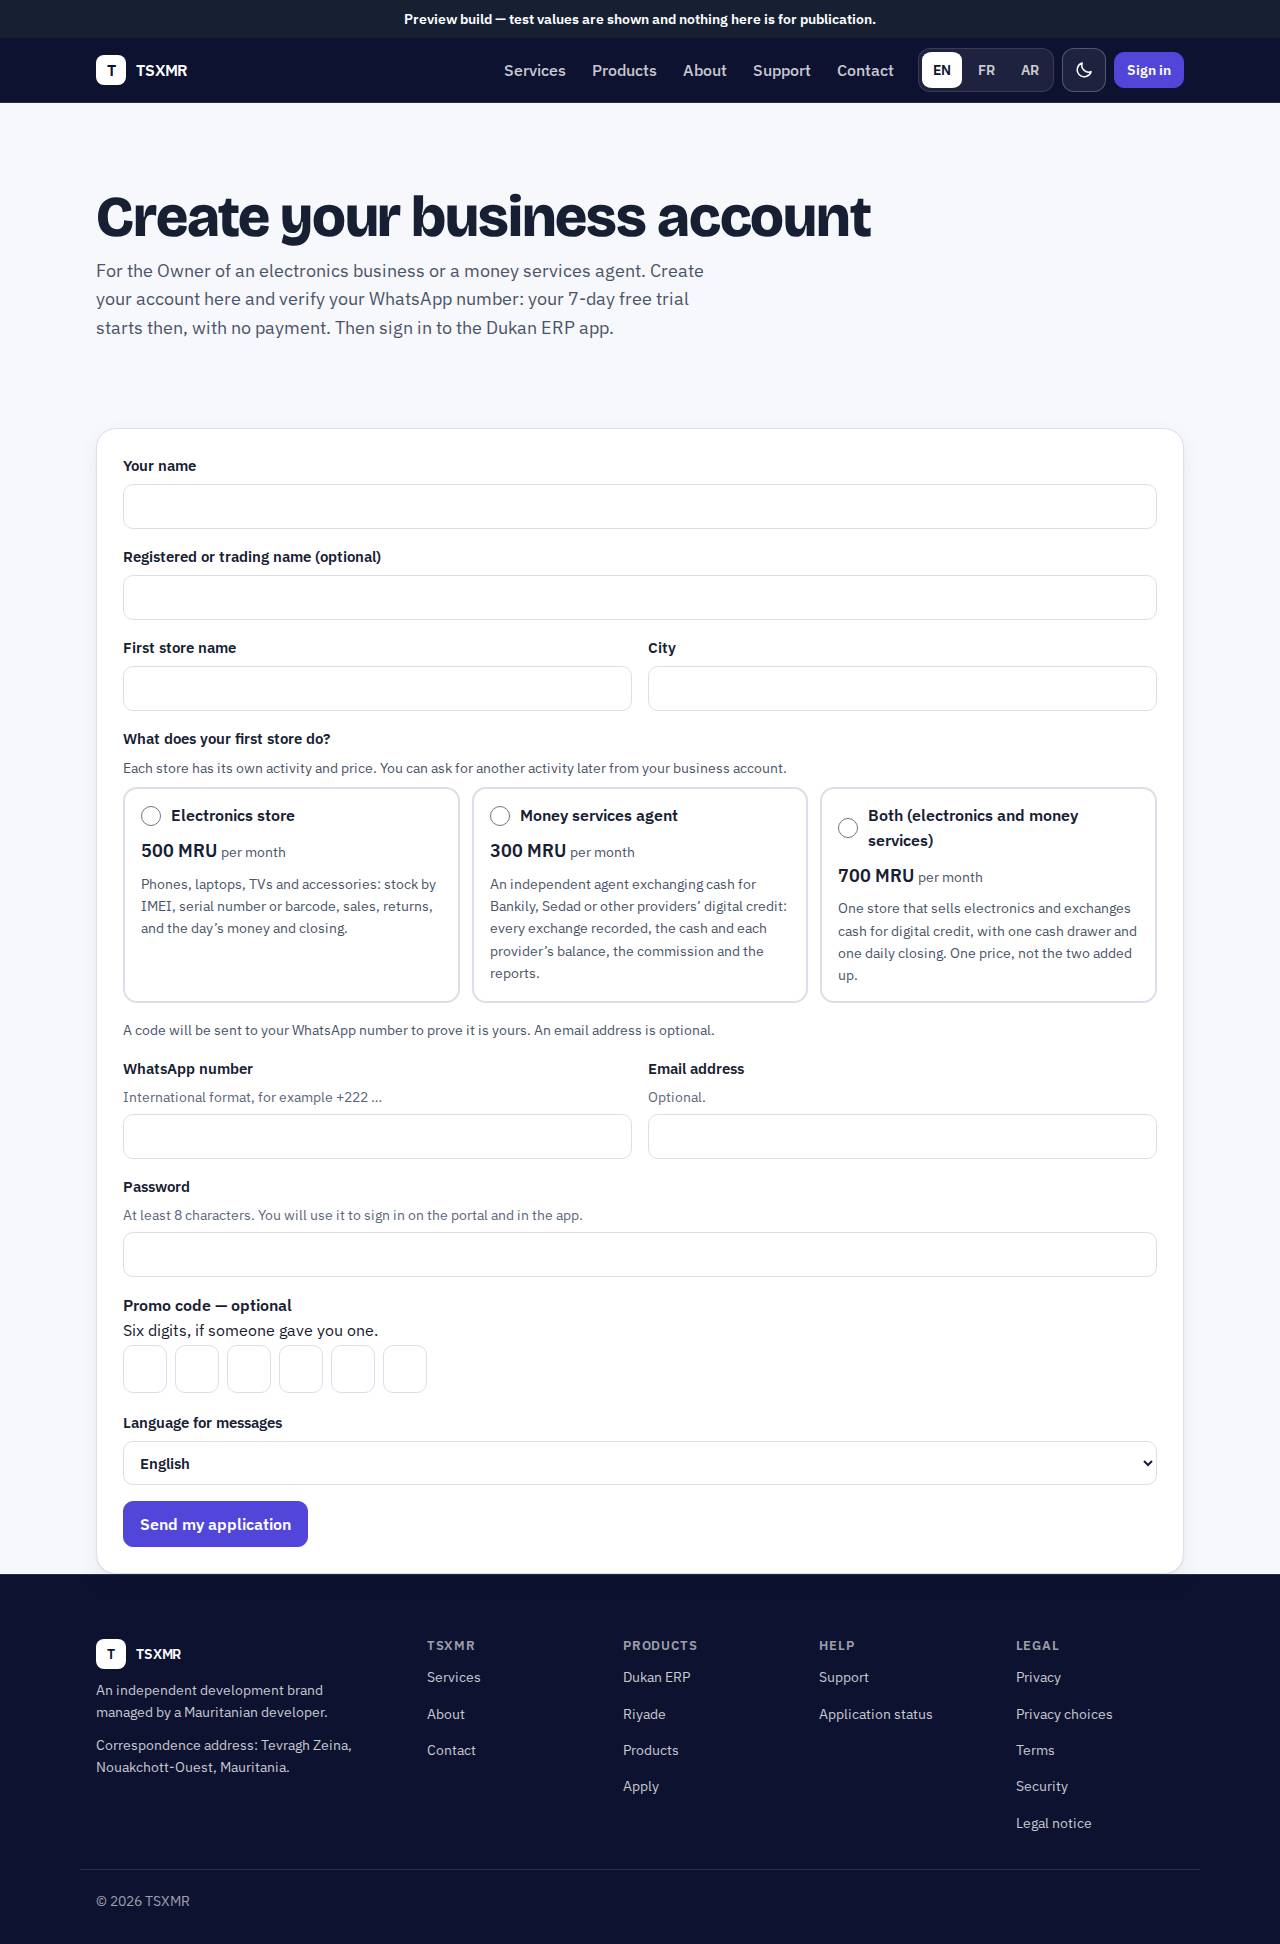 Preview build — test values are shown and nothing here is for publication.
T TSXMR
Services Products About Support Contact EN FR AR Sign in
Create your business account
For the Owner of an electronics business or a money services agent. Create
your account here and verify your WhatsApp number: your 7-day free trial
starts then, with no payment. Then sign in to the Dukan ERP app.
Your name
Registered or trading name (optional)
First store name
City
What does your first store do?
Each store has its own activity and price. You can ask for another activity later from your business account.
Electronics store
500 MRU per month
Phones, laptops, TVs and accessories: stock by
IMEI, serial number or barcode, sales, returns,
and the day’s money and closing.
Money services agent
300 MRU per month
An independent agent exchanging cash for
Bankily, Sedad or other providers’ digital credit:
every exchange recorded, the cash and each
provider’s balance, the commission and the
reports.
Both (electronics and money
services)
700 MRU per month
One store that sells electronics and exchanges
cash for digital credit, with one cash drawer and
one daily closing. One price, not the two added
up.
A code will be sent to your WhatsApp number to prove it is yours. An email address is optional.
WhatsApp number
International format, for example +222 …
Email address
Optional.
Password
At least 8 characters. You will use it to sign in on the portal and in the app.
Promo code — optional
Six digits, if someone gave you one.
Language for messages
English
Send my application
T TSXMR
An independent development brand
managed by a Mauritanian developer.
Correspondence address: Tevragh Zeina,
Nouakchott-Ouest, Mauritania.
TSXMR
Services
About
Contact
PRODUCTS
Dukan ERP
Riyade
Products
Apply
HELP
Support
Application status
LEGAL
Privacy
Privacy choices
Terms
Security
Legal notice
© 2026 TSXMR